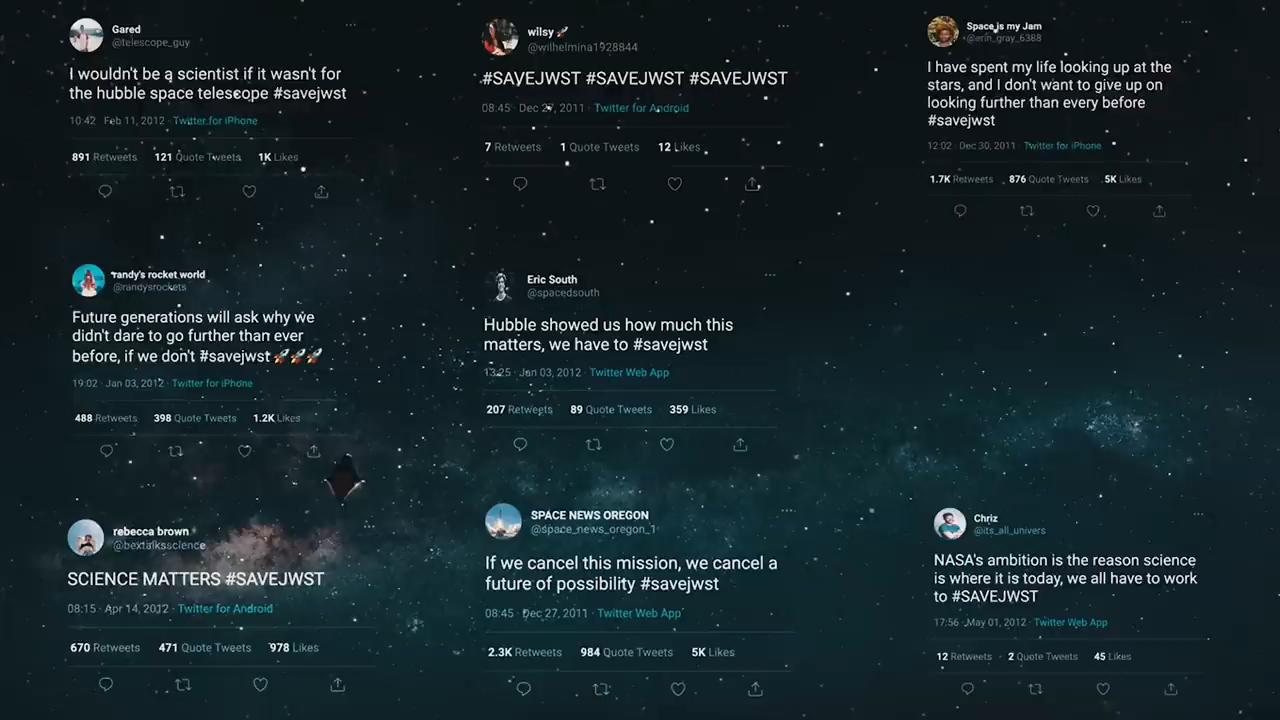 Gared
@telescope_guy
I wouldn't be a scientist if it wasn't for
the hubble space telescope #savejwst
10:42 · Feb 11, 2012 · Twitter for iPhone
891 Retweets 121 Quote Tweets 1K Likes
wilsy 🚀
@wilhelmina1928844
#SAVEJWST #SAVEJWST #SAVEJWST
08:45 · Dec 27, 2011 · Twitter for Android
7 Retweets 1 Quote Tweets 12 Likes
Space is my Jam
@erin_gray_6388
I have spent my life looking up at the
stars, and I don't want to give up on
looking further than every before
#savejwst
12:02 · Dec 30, 2011 · Twitter for iPhone
1.7K Retweets 876 Quote Tweets 5K Likes
randy's rocket world
@randysrockets
Future generations will ask why we
didn't dare to go further than ever
before, if we don't #savejwst 🚀🚀🚀
19:02 · Jan 03, 2012 · Twitter for iPhone
488 Retweets 398 Quote Tweets 1.2K Likes
Eric South
@spacedsouth
Hubble showed us how much this
matters, we have to #savejwst
13:25 · Jan 03, 2012 · Twitter Web App
207 Retweets 89 Quote Tweets 359 Likes
rebecca brown
@bextalksscience
SCIENCE MATTERS #SAVEJWST
08:15 · Apr 14, 2012 · Twitter for Android
670 Retweets 471 Quote Tweets 978 Likes
SPACE NEWS OREGON
@space_news_oregon_1
If we cancel this mission, we cancel a
future of possibility #savejwst
08:45 · Dec 27, 2011 · Twitter Web App
2.3K Retweets 984 Quote Tweets 5K Likes
Chriz
@its_all_univers
NASA's ambition is the reason science
is where it is today, we all have to work
to #SAVEJWST
17:56 · May 01, 2012 · Twitter Web App
12 Retweets 2 Quote Tweets 45 Likes